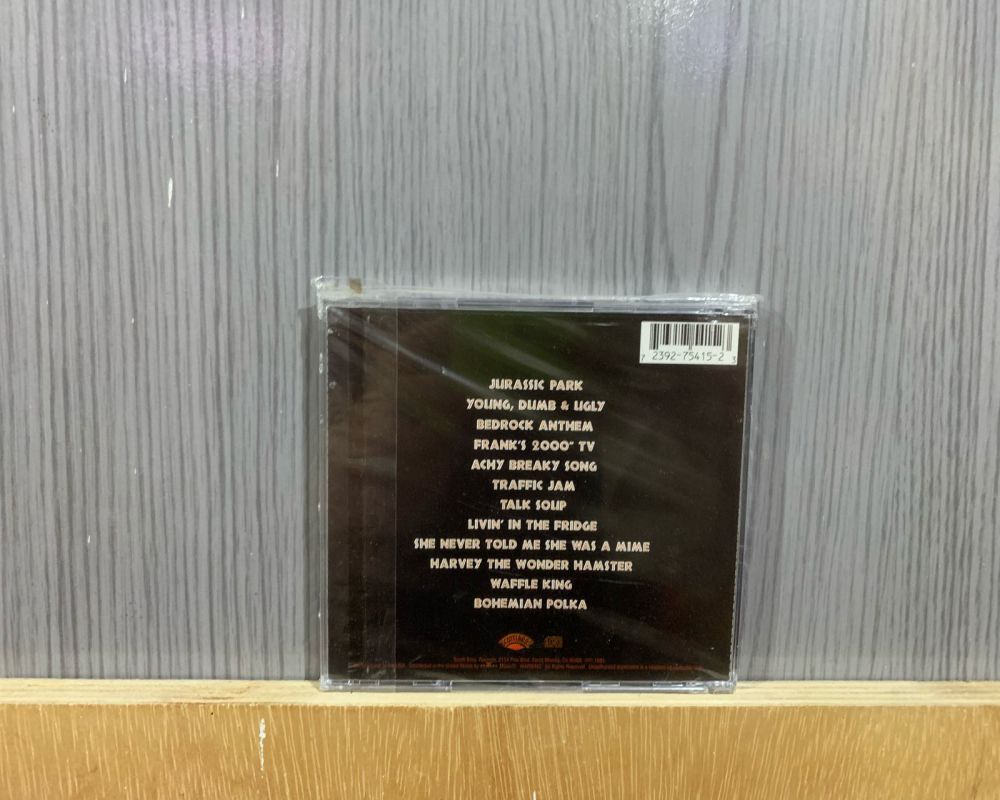 7 2392-75415-2 3
JURASSIC PARK
YOUNG, DUMB & UGLY
BEDROCK ANTHEM
FRANK'S 2000" TV
ACHY BREAKY SONG
TRAFFIC JAM
TALK SOUP
LIVIN' IN THE FRIDGE
SHE NEVER TOLD ME SHE WAS A MIME
HARVEY THE WONDER HAMSTER
WAFFLE KING
BOHEMIAN POLKA